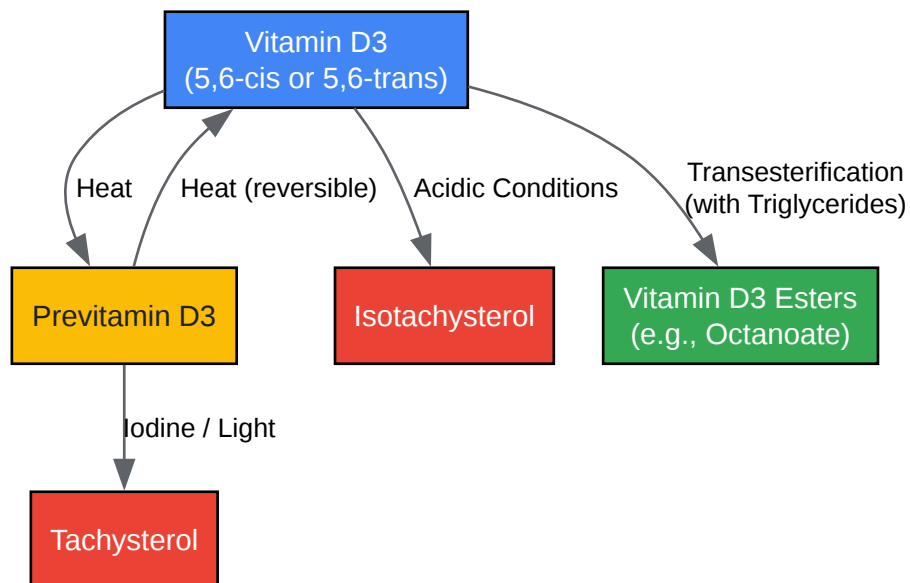 Vitamin D3
(5,6-cis or 5,6-trans)
Heat
Heat (reversible)
Acidic Conditions
Transesterification
(with Triglycerides)
Previtamin D3
Isotachysterol
Vitamin D3 Esters
(e.g., Octanoate)
Iodine / Light
Tachysterol